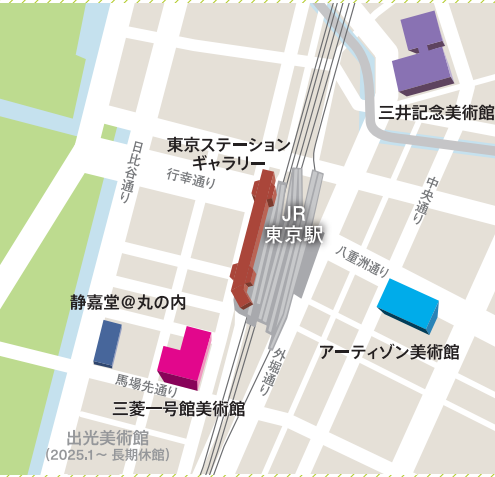 三井記念美術館
東京ステーション
ギャラリー
日比谷通り
行幸通り
中央通り
JR
東京駅
八重洲通り
静嘉堂@丸の内
アーティゾン美術館
外堀通り
馬場先通り
三菱一号館美術館
出光美術館
(2025.1~ 長期休館)